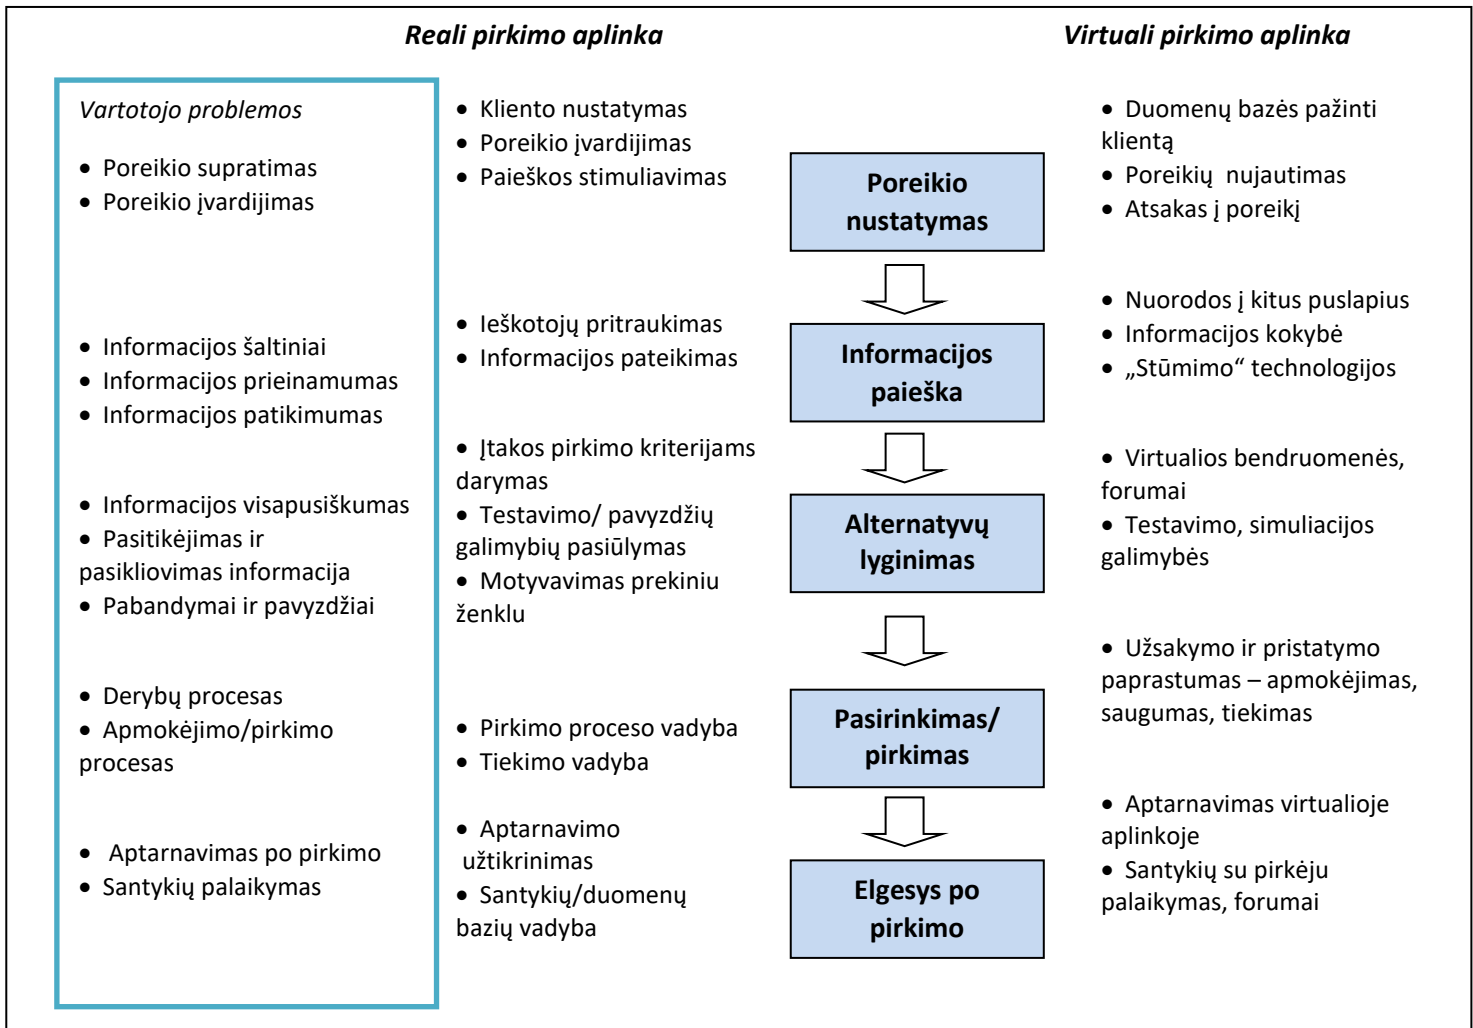 Reali pirkimo aplinka
Virtuali pirkimo aplinka
Vartotojo problemos
• Poreikio supratimas
• Poreikio įvardijimas
• Informacijos šaltiniai
• Informacijos prieinamumas
• Informacijos patikimumas
• Informacijos visapusiškumas
• Pasitikėjimas ir
pasikliovimas informacija
• Pabandymai ir pavyzdžiai
• Derybų procesas
• Apmokėjimo/pirkimo
procesas
• Aptarnavimas po pirkimo
• Santykių palaikymas
• Kliento nustatymas
• Poreikio įvardijimas
• Paieškos stimuliavimas
• Ieškotojų pritraukimas
• Informacijos pateikimas
• Įtakos pirkimo kriterijams
darymas
• Testavimo/ pavyzdžių
galimybių pasiūlymas
• Motyvavimas prekiniu
ženklu
• Pirkimo proceso vadyba
• Tiekimo vadyba
• Aptarnavimo
užtikrinimas
• Santykių/duomenų
bazių vadyba
Poreikio
nustatymas
Informacijos
paieška
Alternatyvų
lyginimas
Pasirinkimas/
pirkimas
Elgesys po
pirkimo
• Duomenų bazės pažinti
klientą
• Poreikių nujautimas
• Atsakas į poreikį
• Nuorodos į kitus puslapius
• Informacijos kokybė
• „Stūmimo“ technologijos
• Virtualios bendruomenės,
forumai
• Testavimo, simuliacijos
galimybės
• Užsakymo ir pristatymo
paprastumas – apmokėjimas,
saugumas, tiekimas
• Aptarnavimas virtualioje
aplinkoje
• Santykių su pirkėju
palaikymas, forumai